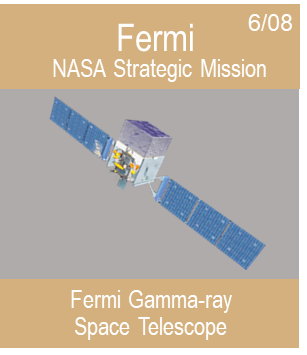 6/08
Fermi
NASA Strategic Mission
Fermi Gamma-ray
Space Telescope